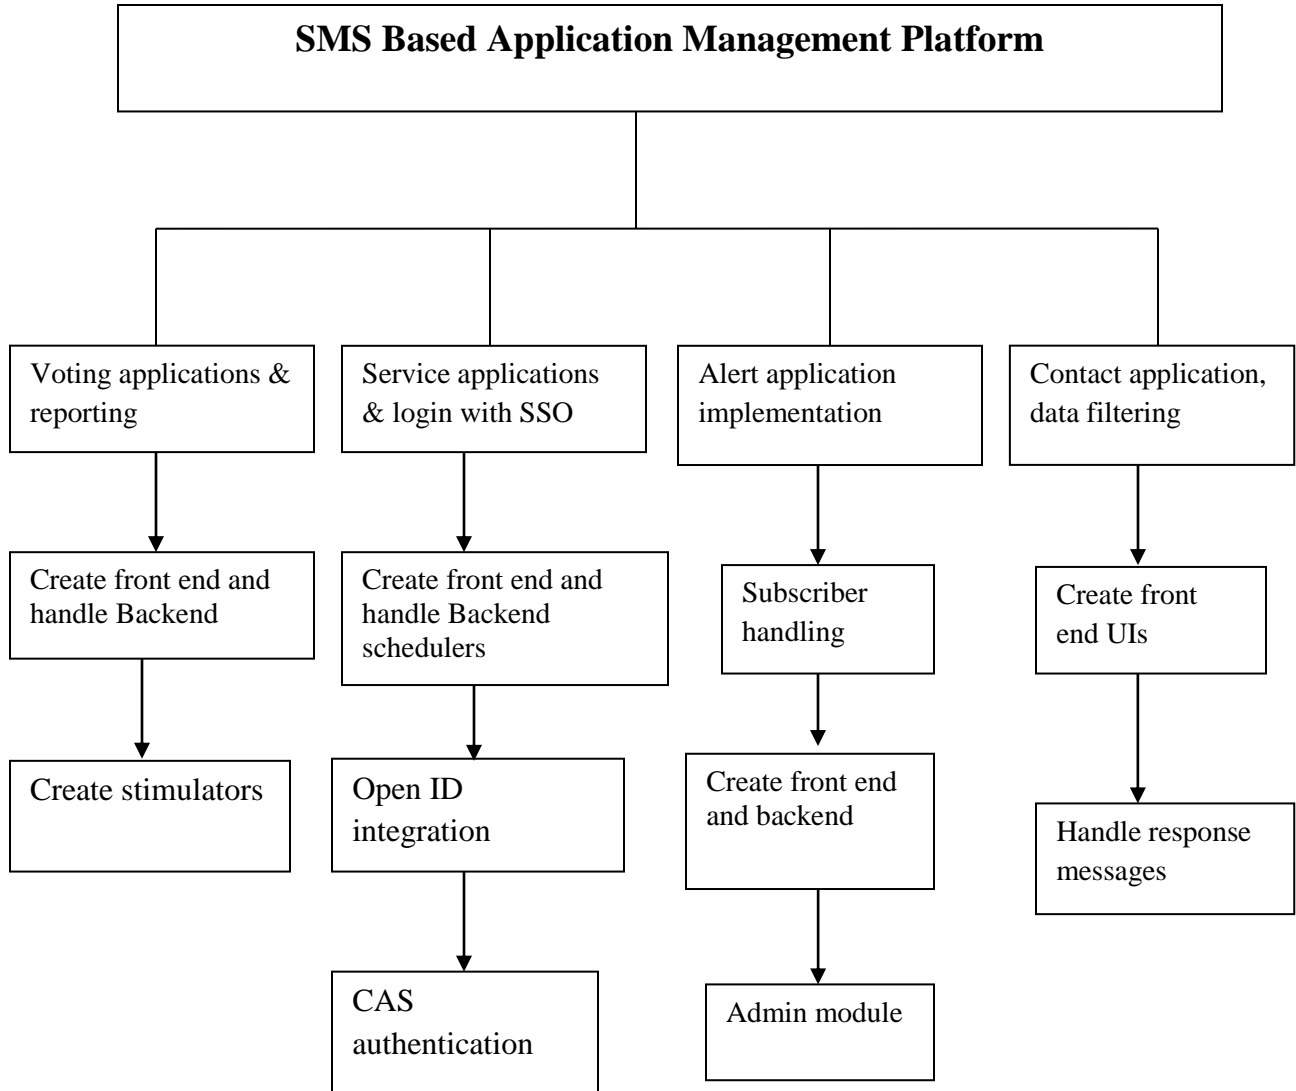 SMS Based Application Management Platform
Voting applications &
reporting
Service applications
& login with SSO
Alert application
implementation
Contact application,
data filtering
Create front end and
handle Backend
Create front end and
handle Backend
schedulers
Subscriber
handling
Create front
end UIs
Create stimulators
Open ID
integration
Create front end
and backend
Handle response
messages
CAS
authentication
Admin module